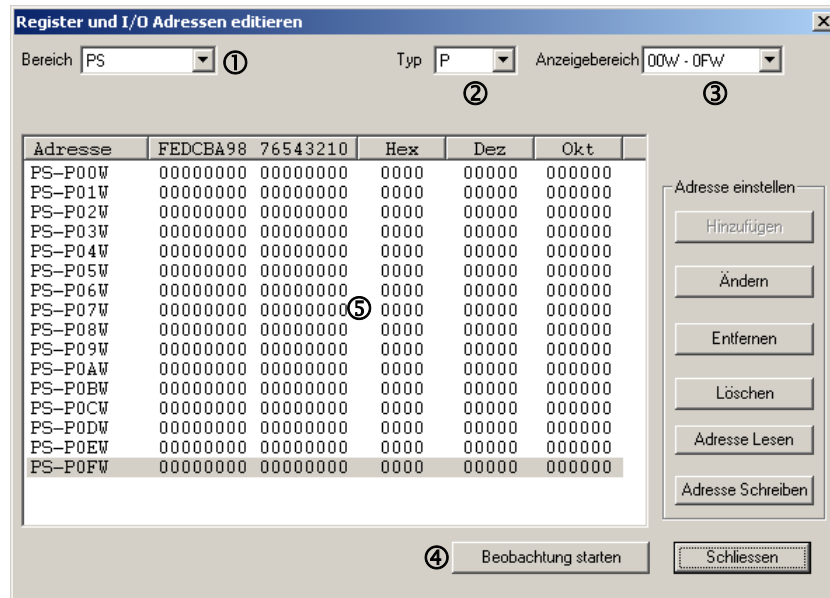 Register und I/O Adressen editieren
Bereich PS ① Typ P ② Anzeigebereich 00W - 0FW ③
Adresse FEDCBA98 76543210 Hex Dez Okt
PS-P00W 00000000 00000000 0000 00000 000000
PS-P01W 00000000 00000000 0000 00000 000000
PS-P02W 00000000 00000000 0000 00000 000000
PS-P03W 00000000 00000000 0000 00000 000000
PS-P04W 00000000 00000000 0000 00000 000000
PS-P05W 00000000 00000000 0000 00000 000000
PS-P06W 00000000 00000000 0000 00000 000000
PS-P07W 00000000 00000000 ⑤ 0000 00000 000000
PS-P08W 00000000 00000000 0000 00000 000000
PS-P09W 00000000 00000000 0000 00000 000000
PS-P0AW 00000000 00000000 0000 00000 000000
PS-P0BW 00000000 00000000 0000 00000 000000
PS-P0CW 00000000 00000000 0000 00000 000000
PS-P0DW 00000000 00000000 0000 00000 000000
PS-P0EW 00000000 00000000 0000 00000 000000
PS-P0FW 00000000 00000000 0000 00000 000000
Adresse einstellen
Hinzufügen
Ändern
Entfernen
Löschen
Adresse Lesen
Adresse Schreiben
④ Beobachtung starten Schliessen